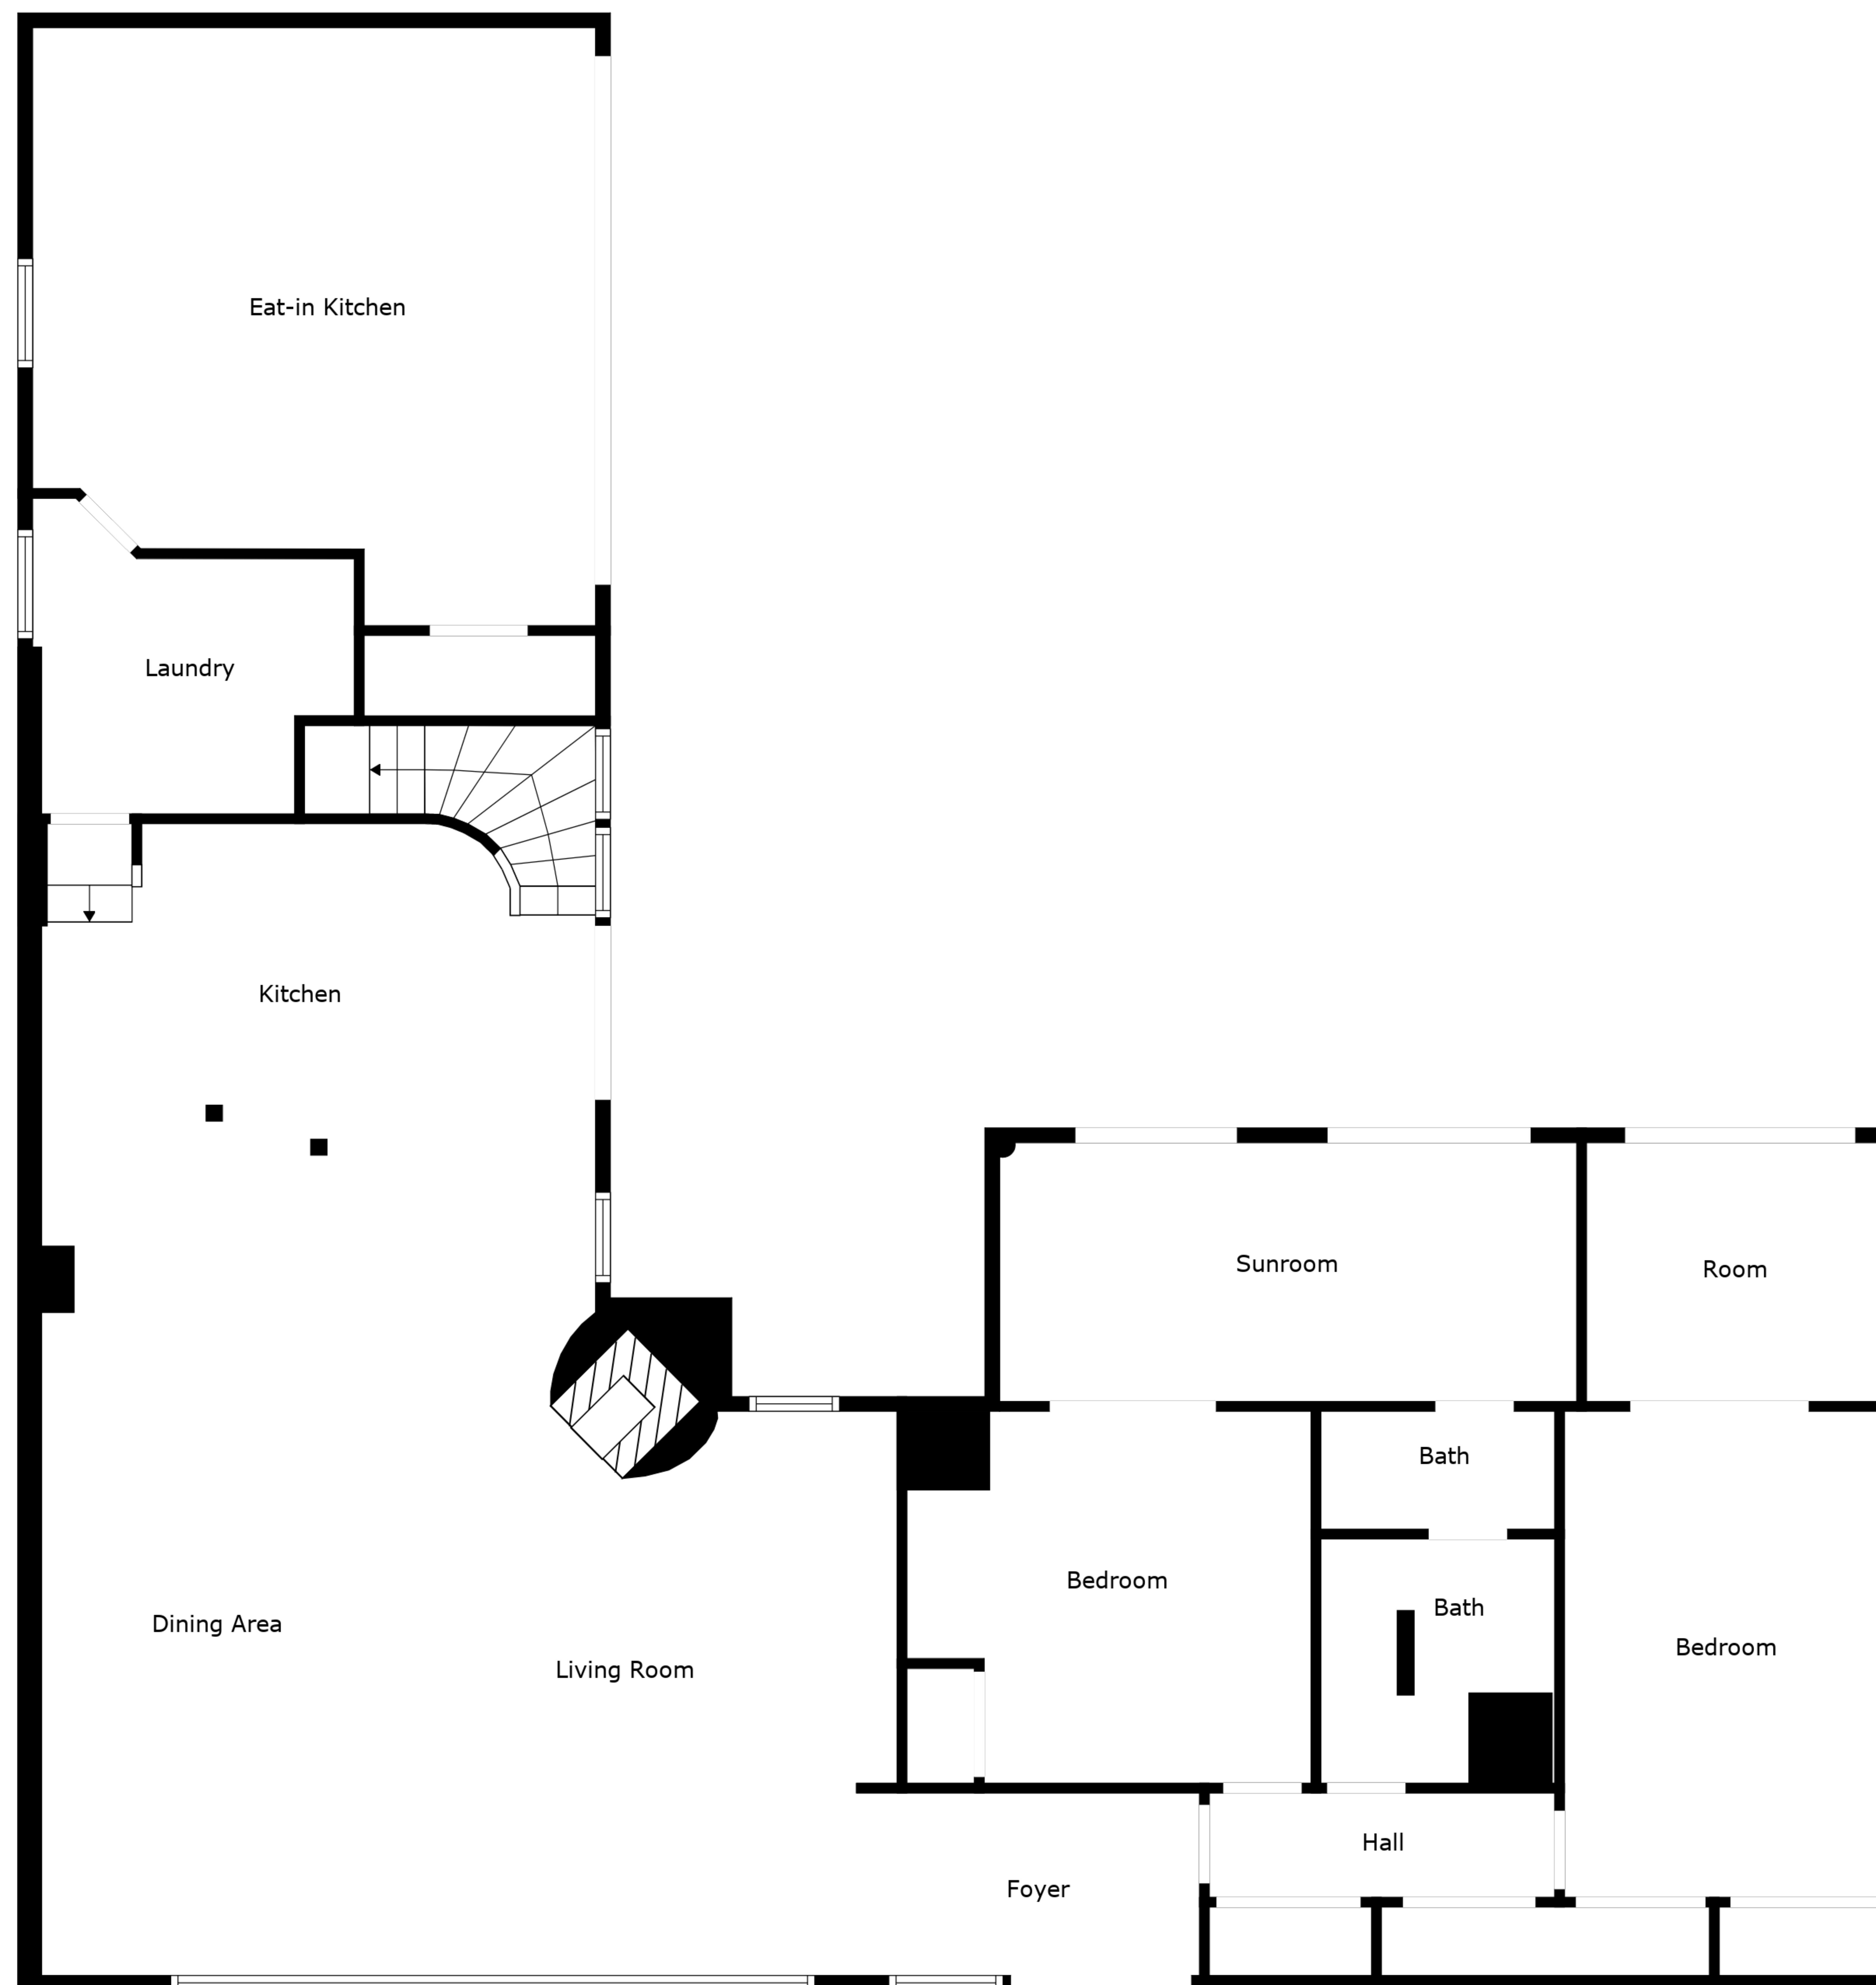 Eat-in Kitchen
Laundry
Kitchen
Sunroom
Room
Bath
Bedroom
Bath
Dining Area
Bedroom
Living Room
Hall
Foyer